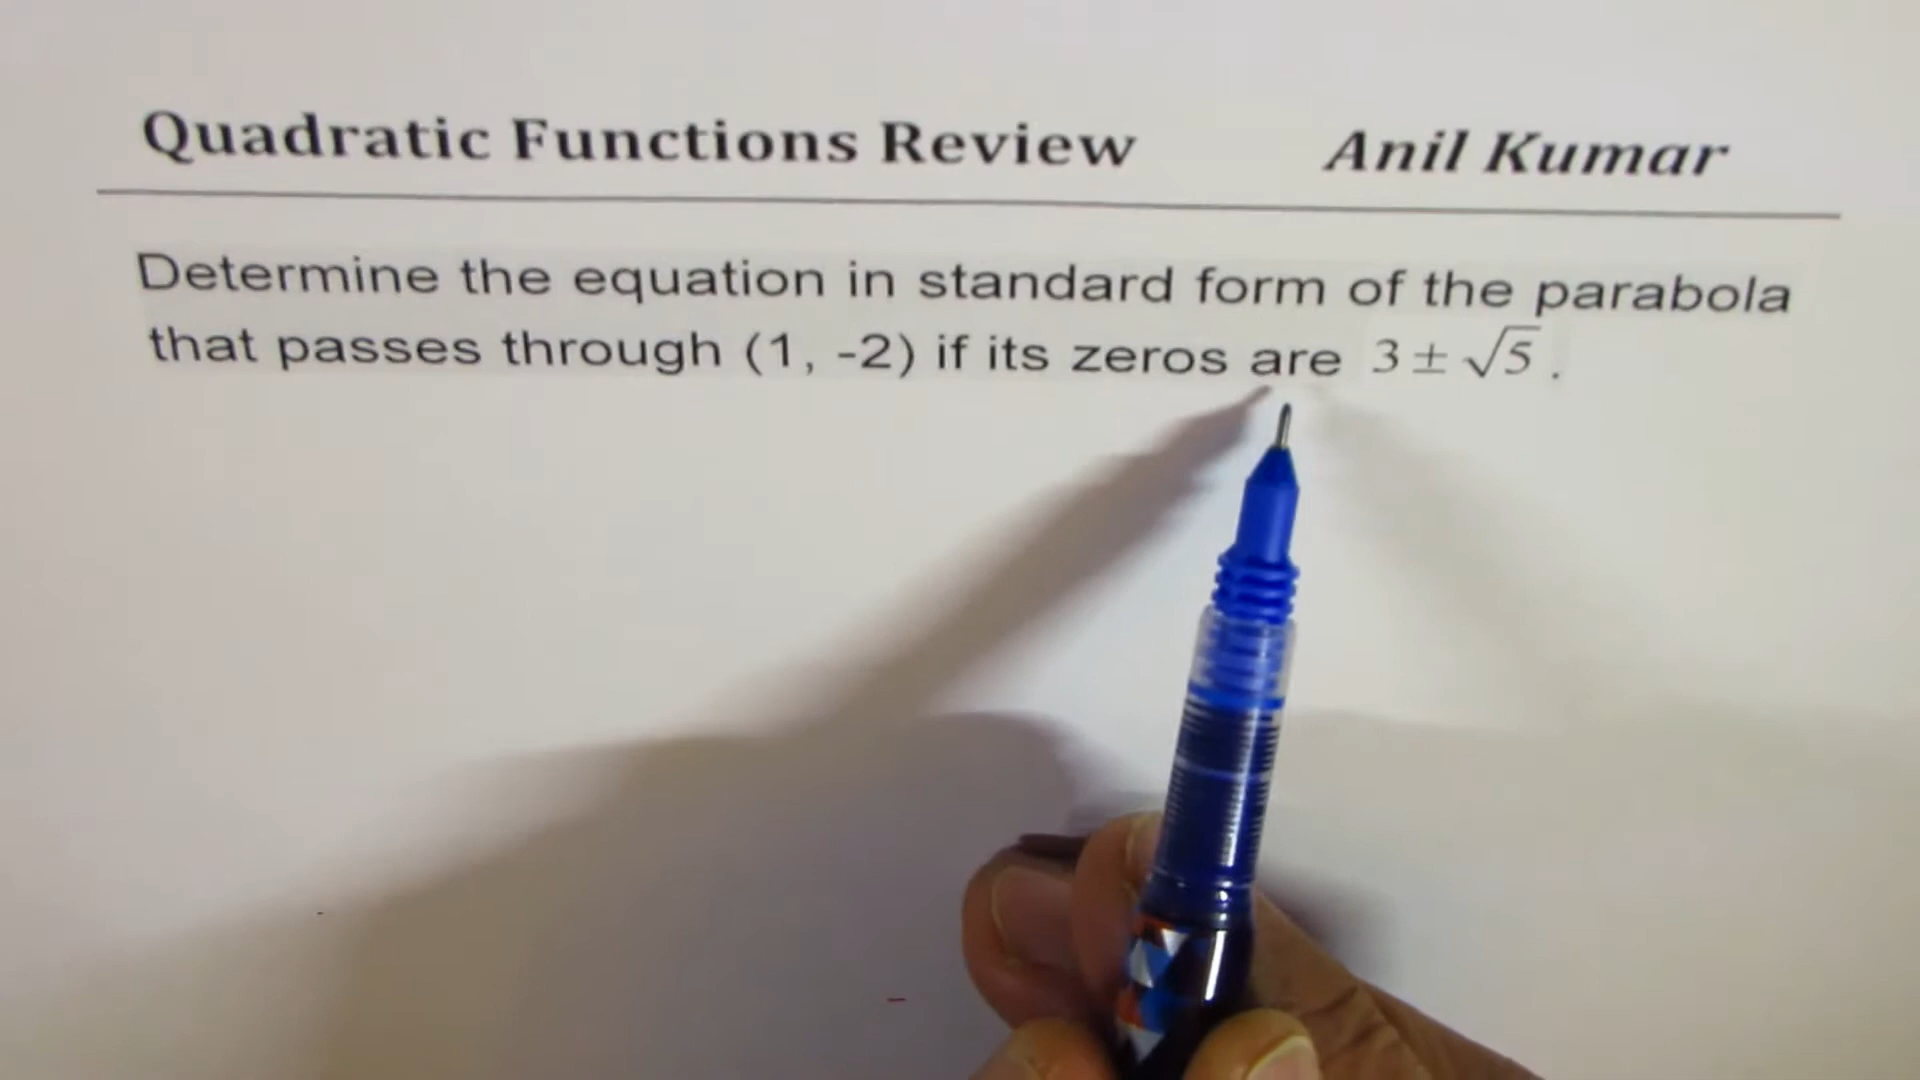 Quadratic Functions Review Anil Kumar
Determine the equation in standard form of the parabola
that passes through (1, -2) if its zeros are 3 ± √5 .